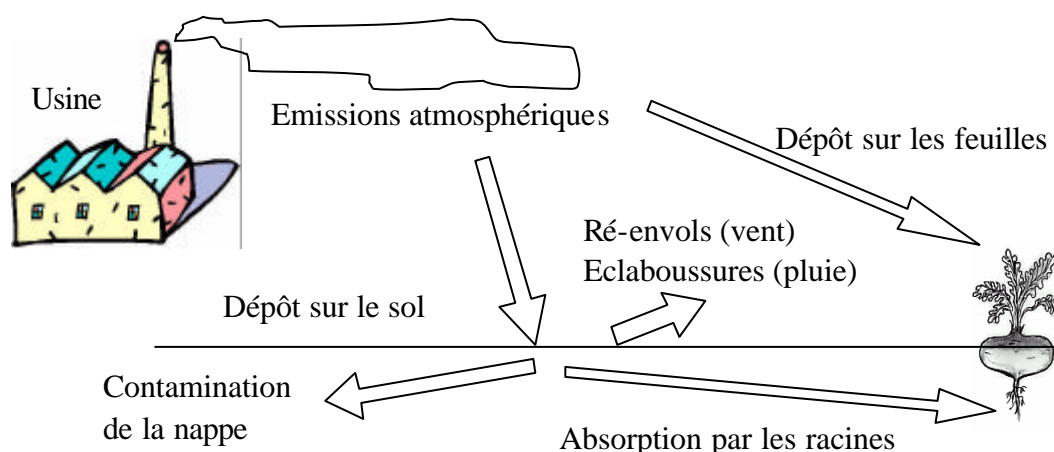 Usine
Emissions atmosphériques
Dépôt sur les feuilles
Ré-envols (vent)
Eclaboussures (pluie)
Dépôt sur le sol
Contamination
de la nappe
Absorption par les racines